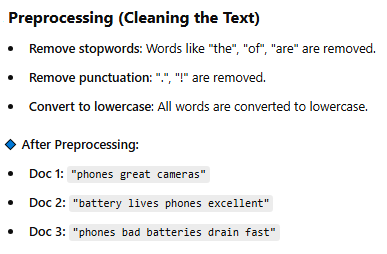 Preprocessing (Cleaning the Text)
• Remove stopwords: Words like "the", "of", "are" are removed.
• Remove punctuation: ".", "!" are removed.
• Convert to lowercase: All words are converted to lowercase.
🔹 After Preprocessing:
• Doc 1: "phones great cameras"
• Doc 2: "battery lives phones excellent"
• Doc 3: "phones bad batteries drain fast"